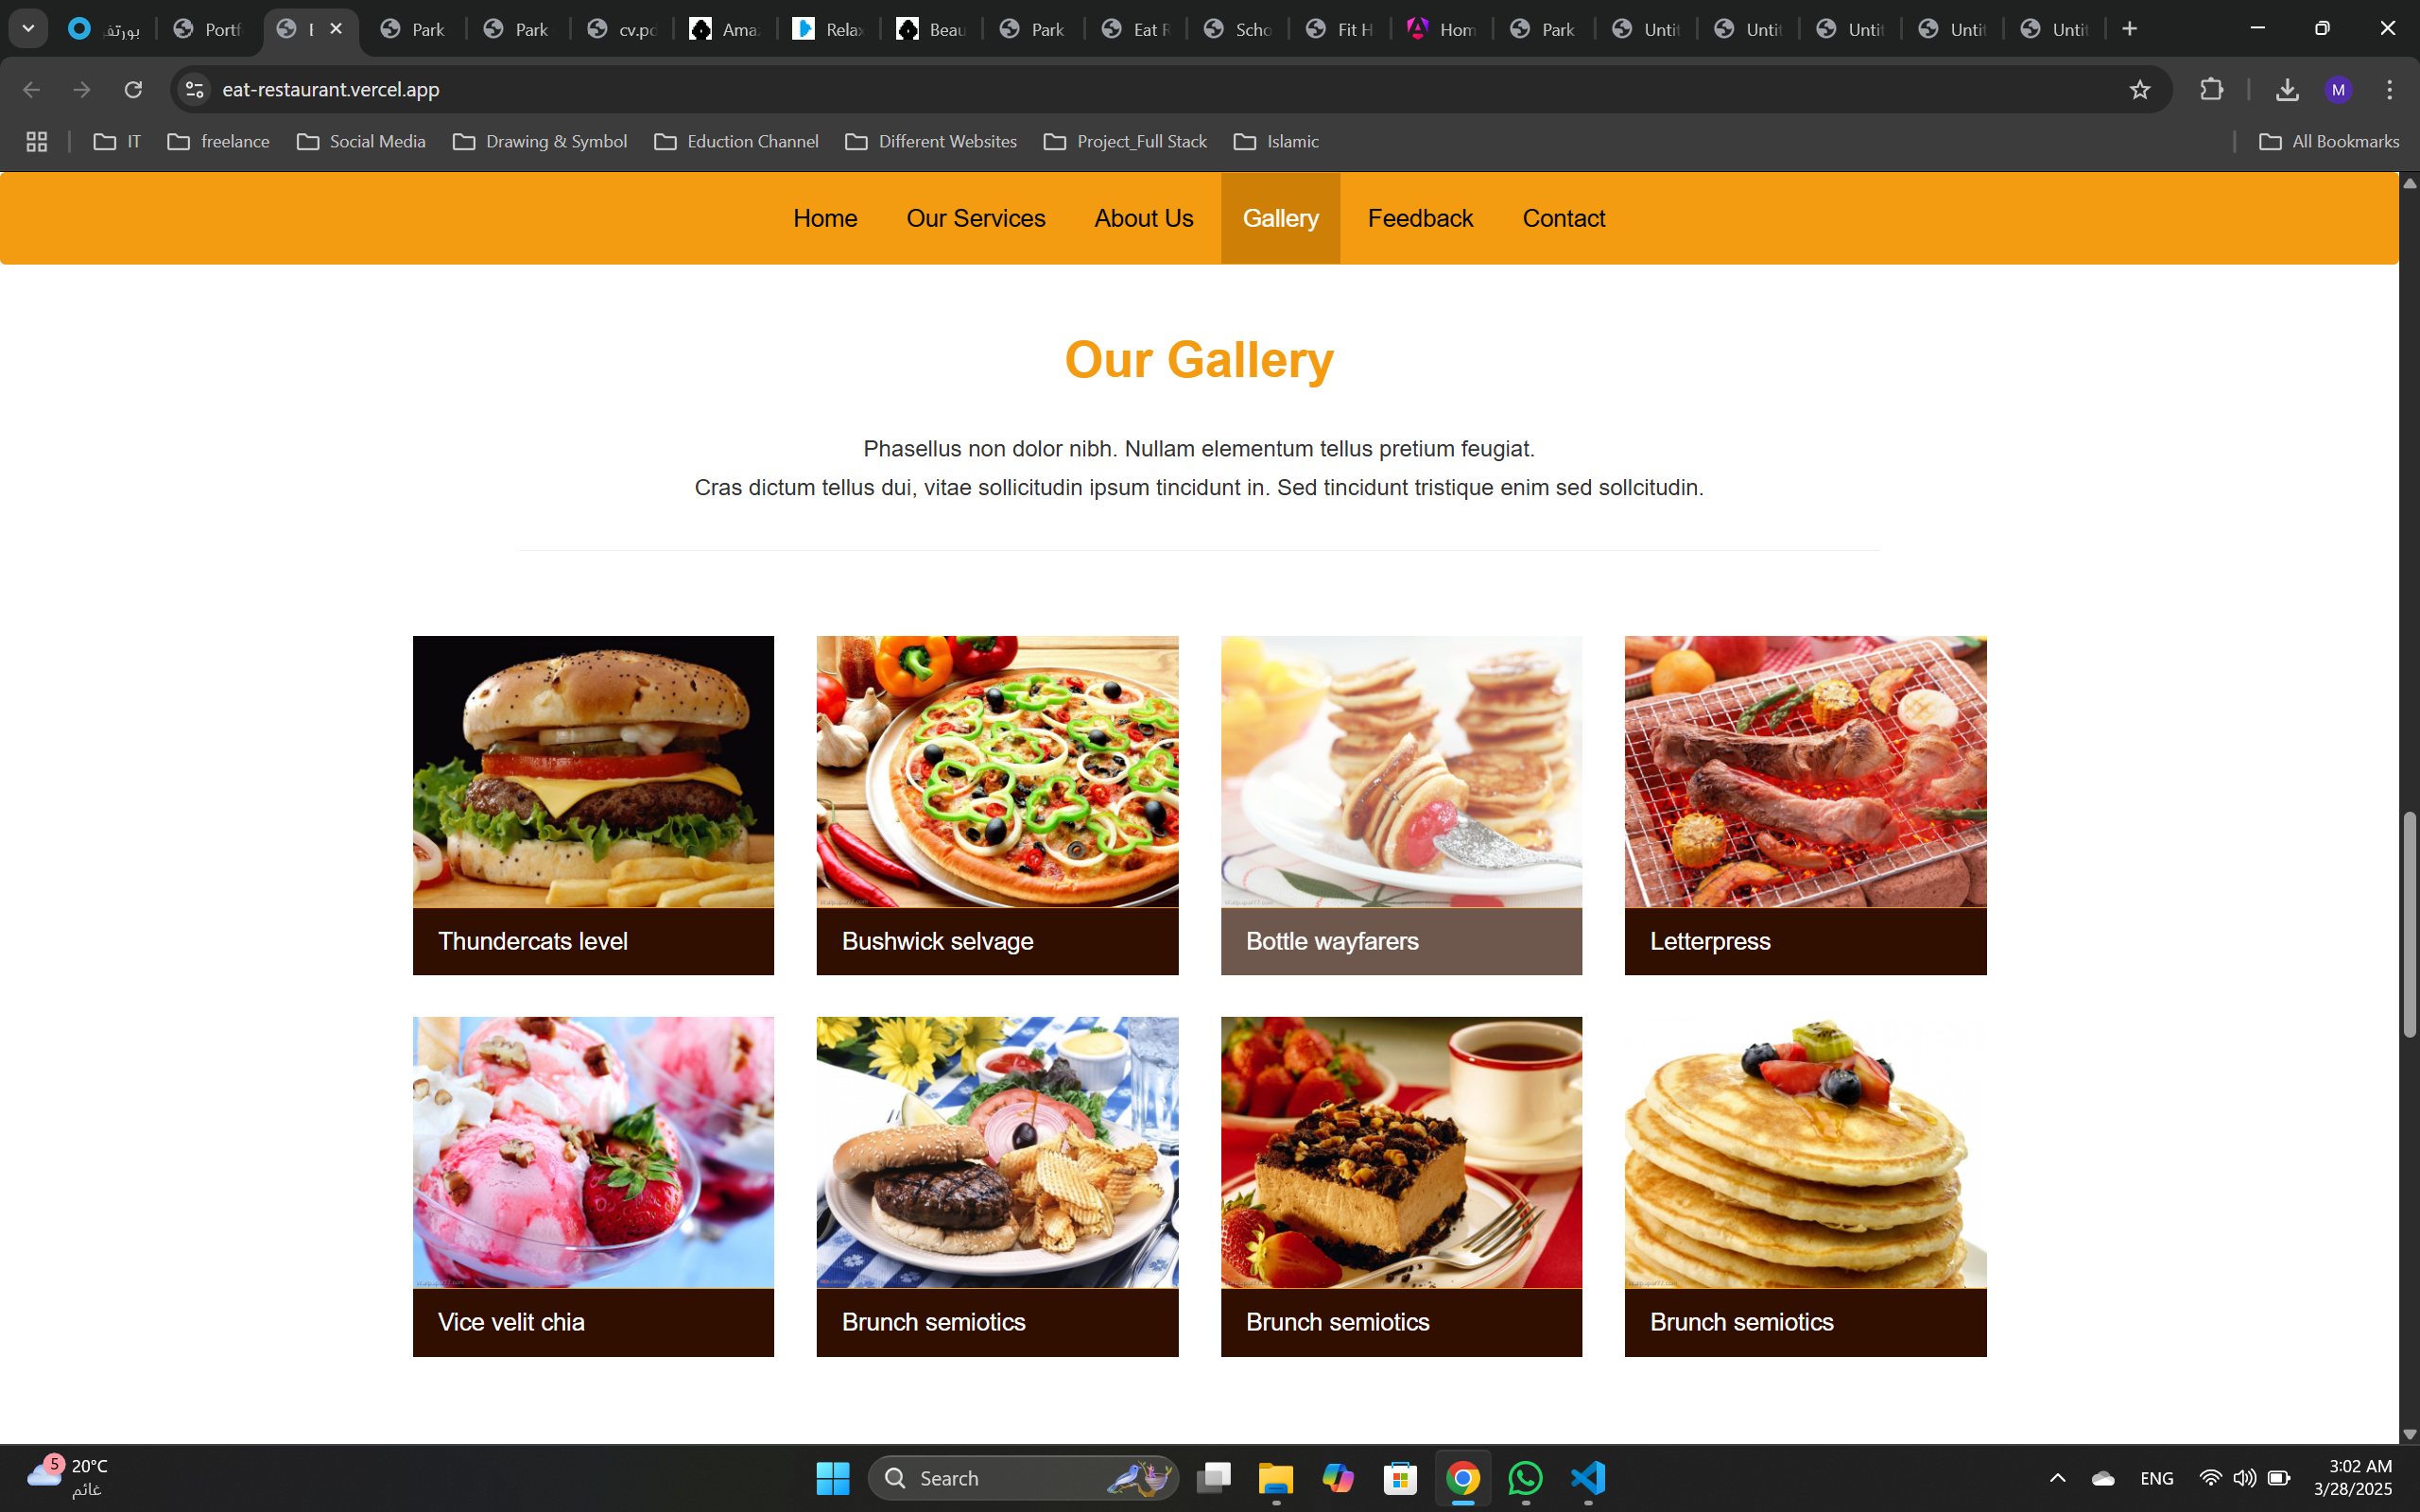 بورتف
Portf
Park
Park
cv.pd
Ama
Relax
Beau
Park
Eat R
Scho
Fit H
Hom
Park
Untit
Untit
Untit
Untit
Untit
eat-restaurant.vercel.app
M
IT
freelance
Social Media
Drawing & Symbol
Eduction Channel
Different Websites
Project_Full Stack
Islamic
All Bookmarks
Home
Our Services
About Us
Gallery
Feedback
Contact
Our Gallery
Phasellus non dolor nibh. Nullam elementum tellus pretium feugiat.
Cras dictum tellus dui, vitae sollicitudin ipsum tincidunt in. Sed tincidunt tristique enim sed sollcitudin.
Thundercats level
Bushwick selvage
Bottle wayfarers
Letterpress
Vice velit chia
Brunch semiotics
Brunch semiotics
Brunch semiotics
5
20°C
غائم
Search
ENG
3:02 AM
3/28/2025